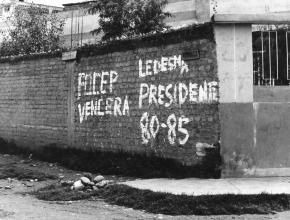 FOCEP
VENCERA
LEDESMA
PRESIDENTE
80-85